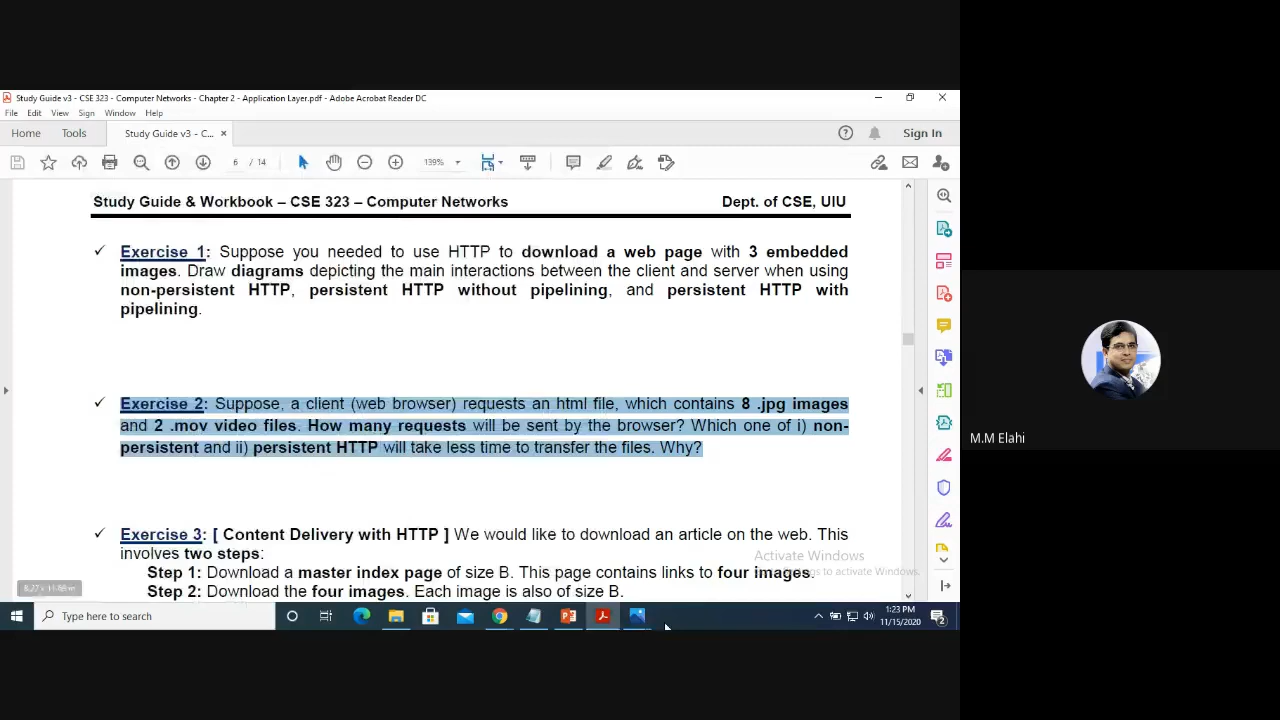 Study Guide v3 - CSE 323 - Computer Networks - Chapter 2 - Application Layer.pdf - Adobe Acrobat Reader DC
File Edit View Sign Window Help
Home Tools Study Guide v3 - C... × Sign In
6 / 14 139%
Study Guide & Workbook – CSE 323 – Computer Networks Dept. of CSE, UIU
✓ Exercise 1: Suppose you needed to use HTTP to download a web page with 3 embedded
images. Draw diagrams depicting the main interactions between the client and server when using
non-persistent HTTP, persistent HTTP without pipelining, and persistent HTTP with
pipelining.
✓ Exercise 2: Suppose, a client (web browser) requests an html file, which contains 8 .jpg images
and 2 .mov video files. How many requests will be sent by the browser? Which one of i) non-
persistent and ii) persistent HTTP will take less time to transfer the files. Why?
M.M Elahi
✓ Exercise 3: [ Content Delivery with HTTP ] We would like to download an article on the web. This
involves two steps:
Activate Windows
to activate Windows.
Step 1: Download a master index page of size B. This page contains links to four images.
Step 2: Download the four images. Each image is also of size B.
Type here to search
1:23 PM
11/15/2020
2